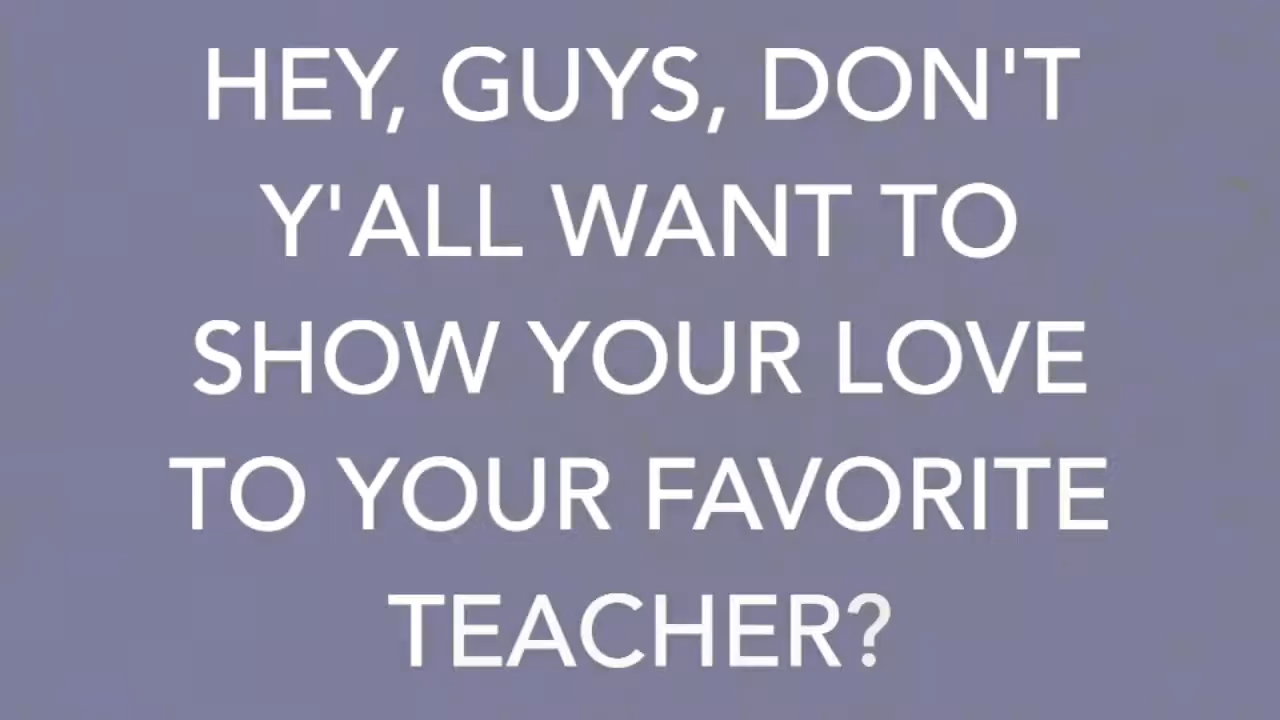 HEY, GUYS, DON'T
Y'ALL WANT TO
SHOW YOUR LOVE
TO YOUR FAVORITE
TEACHER?